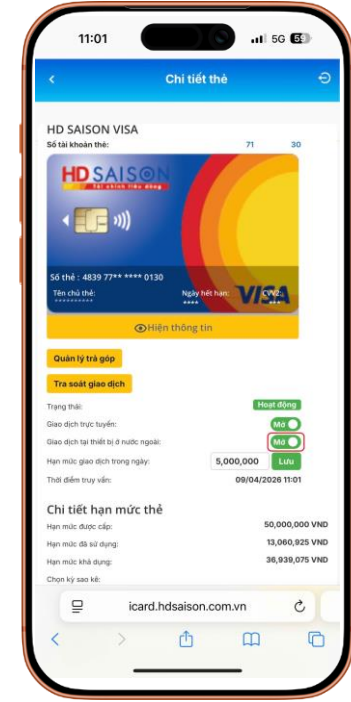 11:01
5G 59
Chi tiết thẻ
HD SAISON VISA
Số tài khoản thẻ: 71 30
HD SAISON
Tài chính tiêu dùng
Số thẻ : 4839 77** **** 0130
Tên chủ thẻ: Ngày hết hạn: CVV2:
********** **** ***
VISA
Hiện thông tin
Quản lý trả góp
Tra soát giao dịch
Trạng thái: Hoạt động
Giao dịch trực tuyến: Mở
Giao dịch tại thiết bị ở nước ngoài: Mở
Hạn mức giao dịch trong ngày: 5,000,000 Lưu
Thời điểm truy vấn: 09/04/2026 11:01
Chi tiết hạn mức thẻ
Hạn mức được cấp: 50,000,000 VND
Hạn mức đã sử dụng: 13,060,925 VND
Hạn mức khả dụng: 36,939,075 VND
Chọn kỳ sao kê:
icard.hdsaison.com.vn